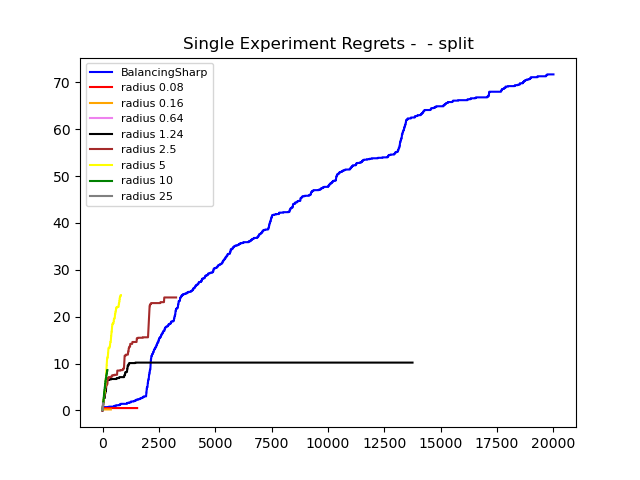 Single Experiment Regrets -  - split
BalancingSharp
radius 0.08
radius 0.16
radius 0.64
radius 1.24
radius 2.5
radius 5
radius 10
radius 25
70
60
50
40
30
20
10
0
0 2500 5000 7500 10000 12500 15000 17500 20000